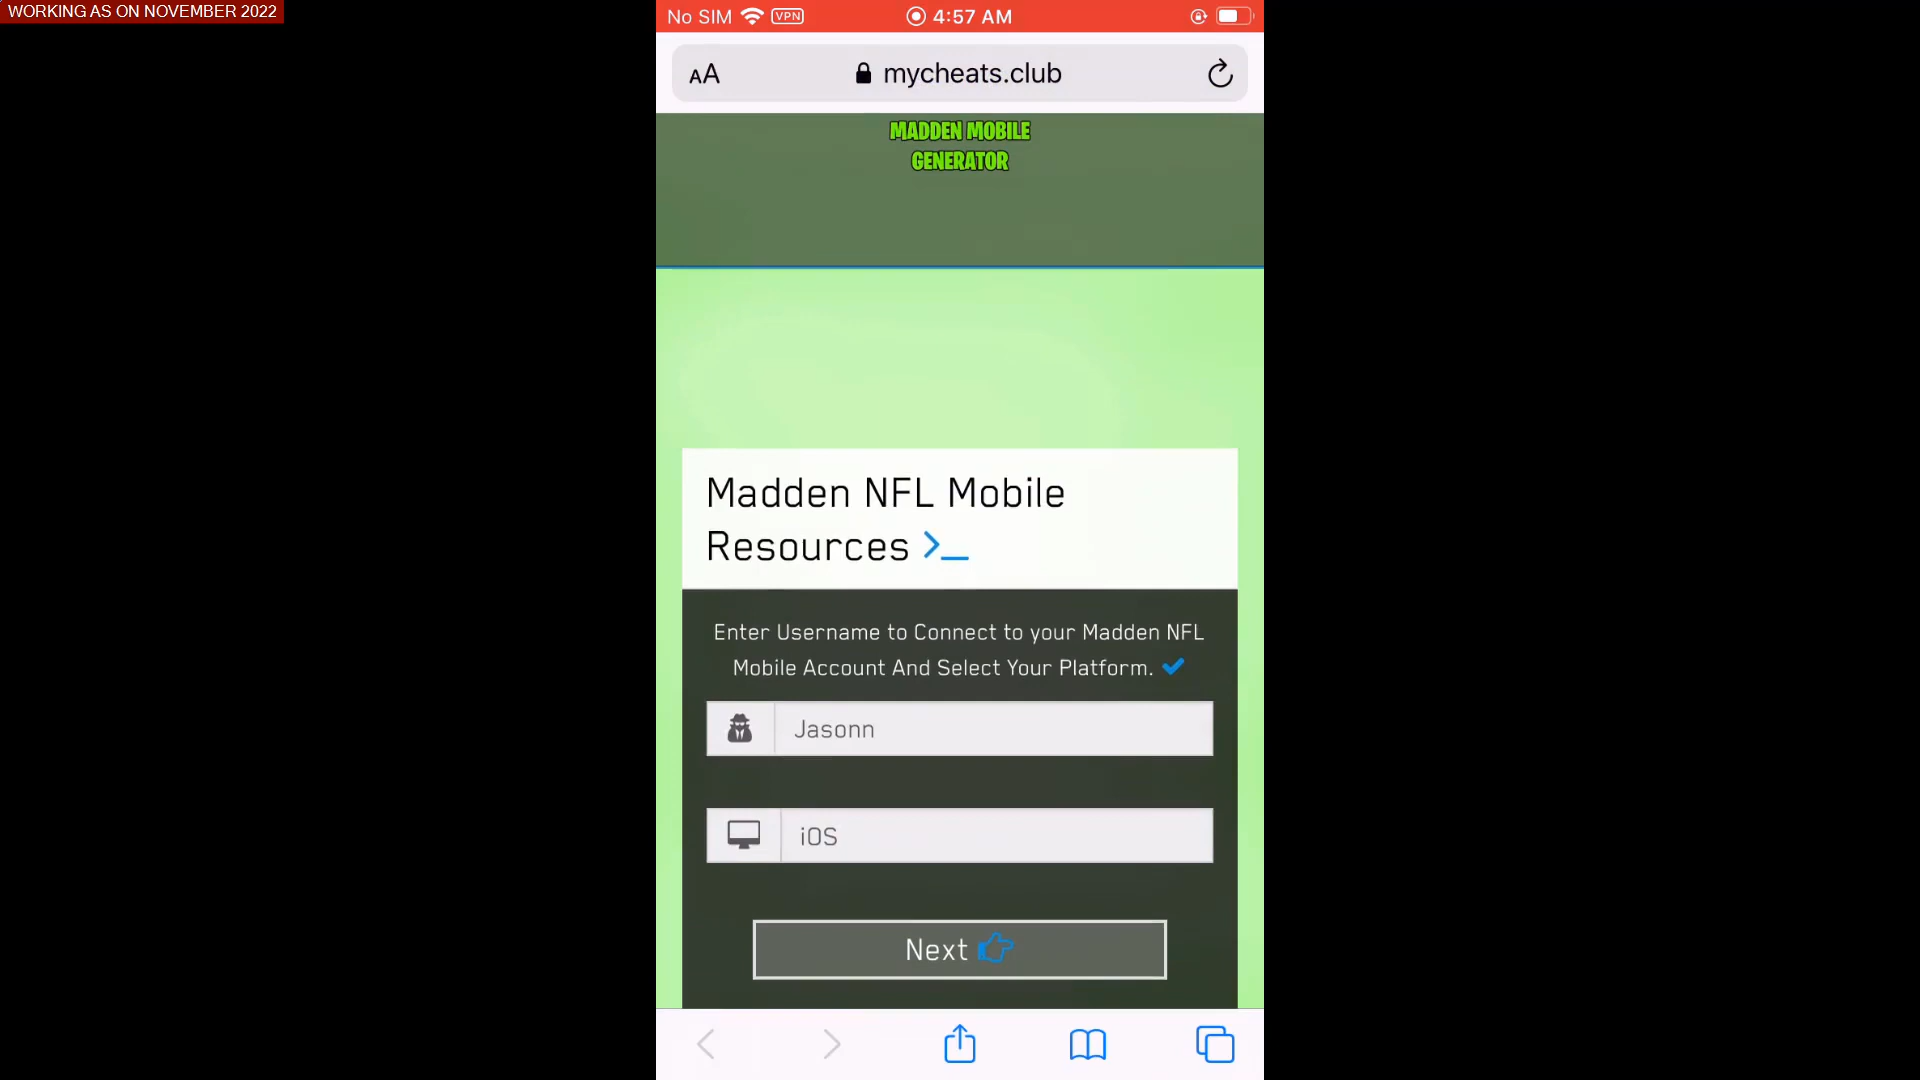 WORKING AS ON NOVEMBER 2022
No SIM VPN 4:57 AM
AA mycheats.club
MADDEN MOBILE
GENERATOR
Madden NFL Mobile
Resources >_
Enter Username to Connect to your Madden NFL
Mobile Account And Select Your Platform.
Jasonn
iOS
Next